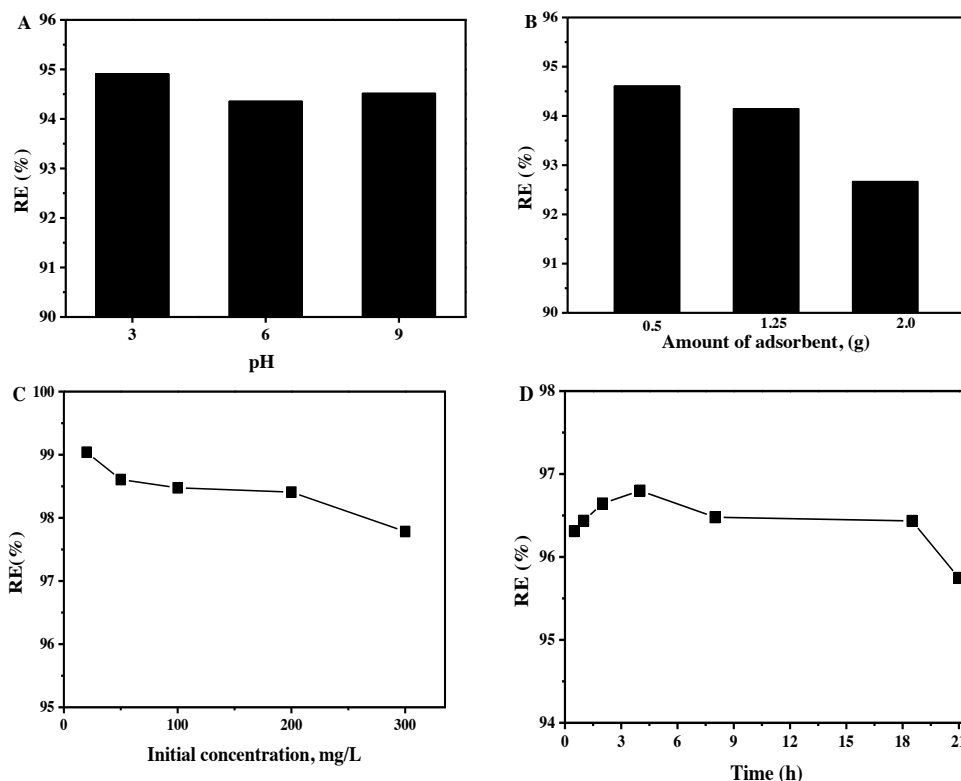 A
96
95
94
93
92
91
90
RE (%)
3 6 9
pH
B
96
95
94
93
92
91
90
RE (%)
0.5 1.25 2.0
Amount of adsorbent, (g)
C
100
99
98
97
96
95
RE(%)
0 100 200 300
Initial concentration, mg/L
D
98
97
96
95
94
RE (%)
0 3 6 9 12 15 18 21
Time (h)